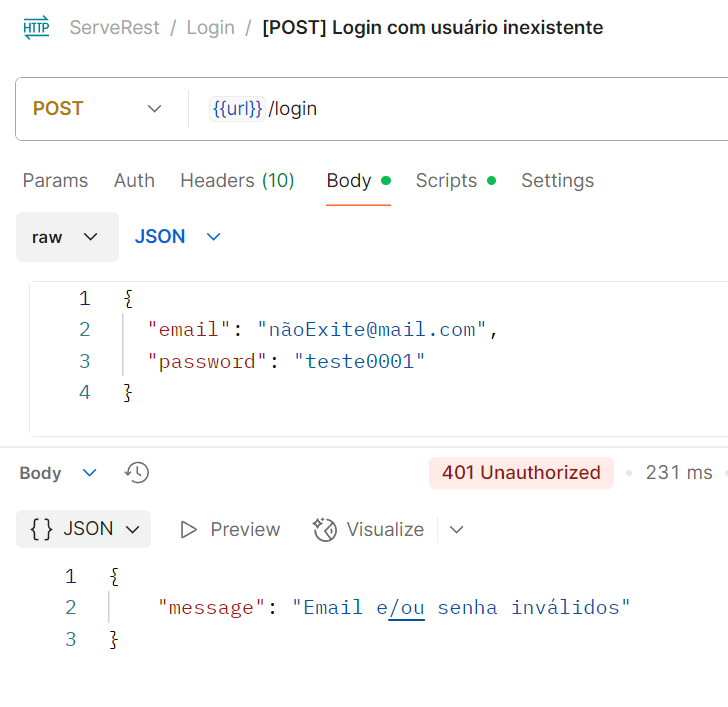 HTTP ServeRest / Login / [POST] Login com usuário inexistente
POST {{url}} /login
Params Auth Headers (10) Body Scripts Settings
raw JSON
1 {
2 "email": "nãoExite@mail.com",
3 "password": "teste0001"
4 }
Body 401 Unauthorized 231 ms
{} JSON Preview Visualize
1 {
2 "message": "Email e/ou senha inválidos"
3 }